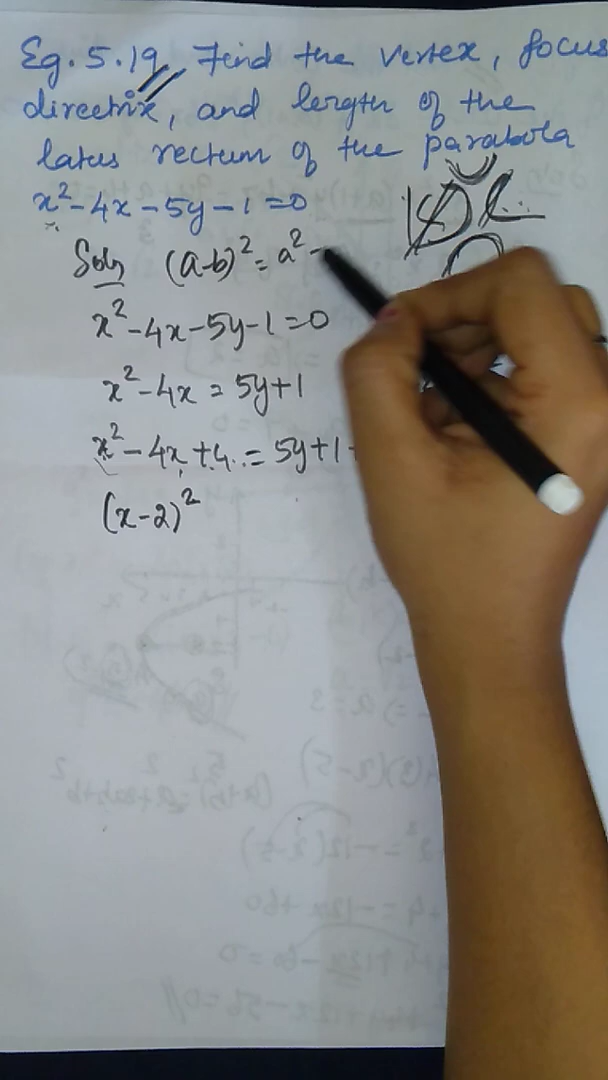 Eg. 5.19 Find the vertex, focus
directrix, and length of the
latus rectum of the parabola
x² - 4x - 5y - 1 = 0
Soln (a-b)² = a² -
x² - 4x - 5y - 1 = 0
x² - 4x = 5y + 1
x² - 4x + 4 = 5y + 1
(x - 2)²